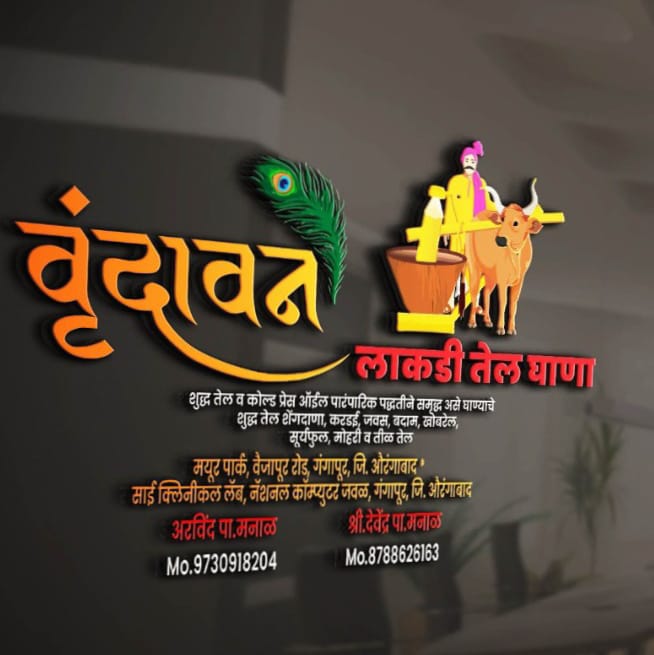 वृंदावन
लाकडी तेल घाणा
शुद्ध तेल व कोल्ड प्रेस ऑईल पारंपारिक पद्धतीने समृद्ध असे घाण्याचे
शुद्ध तेल शेंगदाणा, करडई, जवस, बदाम, खोबरेल,
सूर्यफुल, मोहरी व तीळ तेल
मयूर पार्क, वैजापूर रोड, गंगापूर, जि. औरंगाबाद *
साई क्लिनीकल लॅब, नॅशनल कॉम्प्युटर जवळ, गंगापूर, जि. औरंगाबाद
अरविंद पा.मनाळ
श्री.देवेंद्र पा.मनाळ
Mo.9730918204
Mo.8788626163